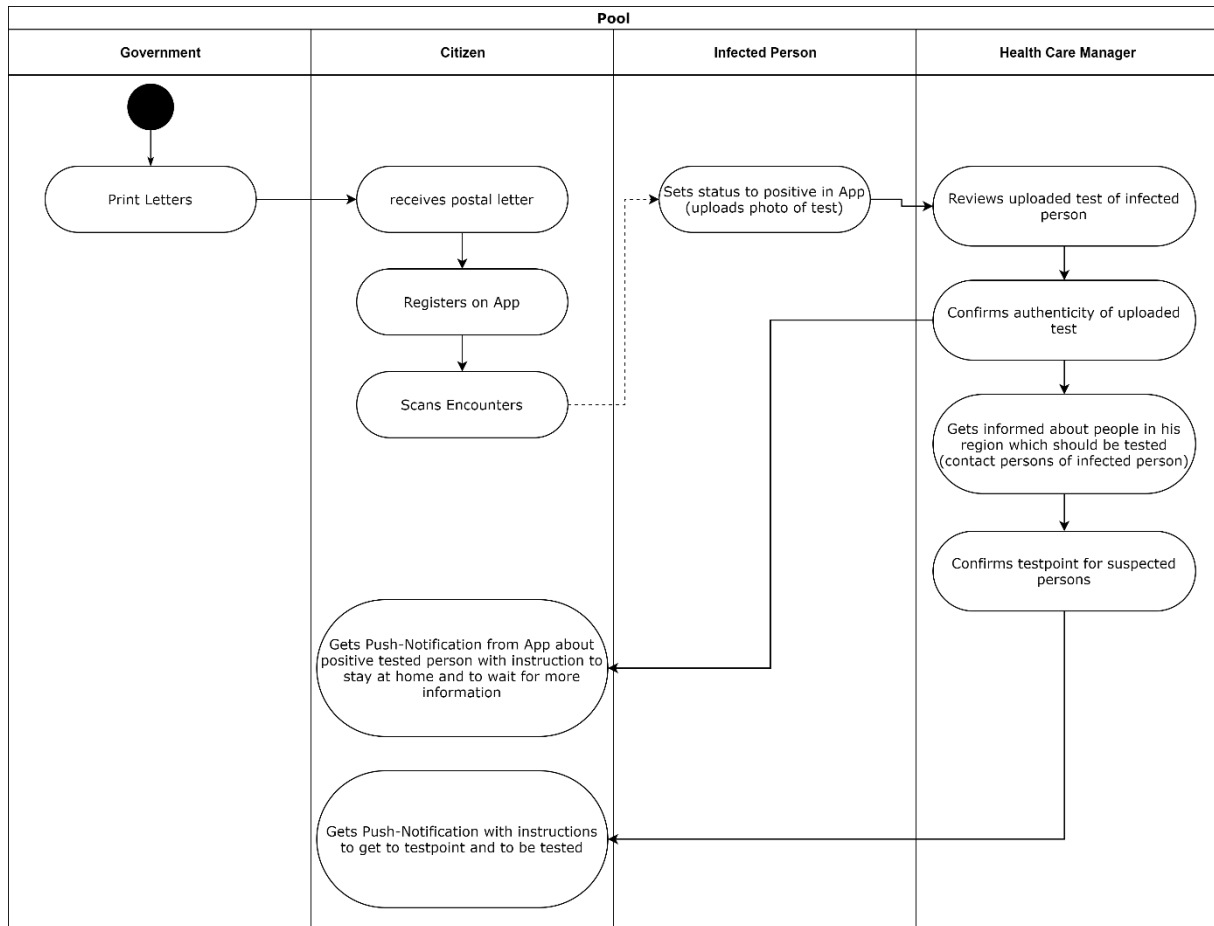 Pool
Government
Citizen
Infected Person
Health Care Manager
Print Letters
receives postal letter
Sets status to positive in App
(uploads photo of test)
Reviews uploaded test of infected
person
Registers on App
Confirms authenticity of uploaded
test
Scans Encounters
Gets informed about people in his
region which should be tested
(contact persons of infected person)
Confirms testpoint for suspected
persons
Gets Push-Notification from App about
positive tested person with instruction to
stay at home and to wait for more
information
Gets Push-Notification with instructions
to get to testpoint and to be tested